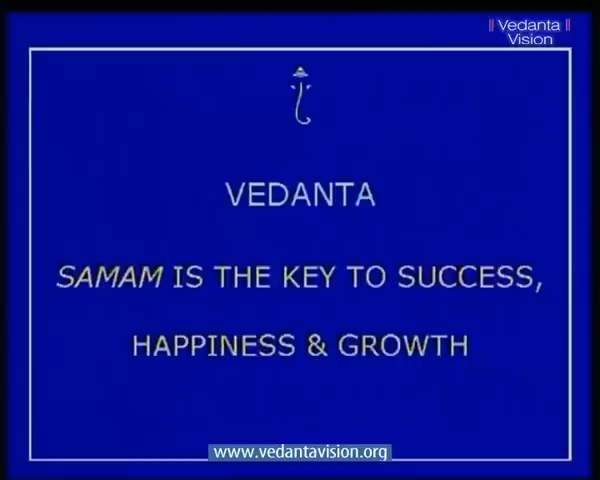 || Vedanta ||
Vision
VEDANTA
SAMAM IS THE KEY TO SUCCESS,
HAPPINESS & GROWTH
www.vedantavision.org